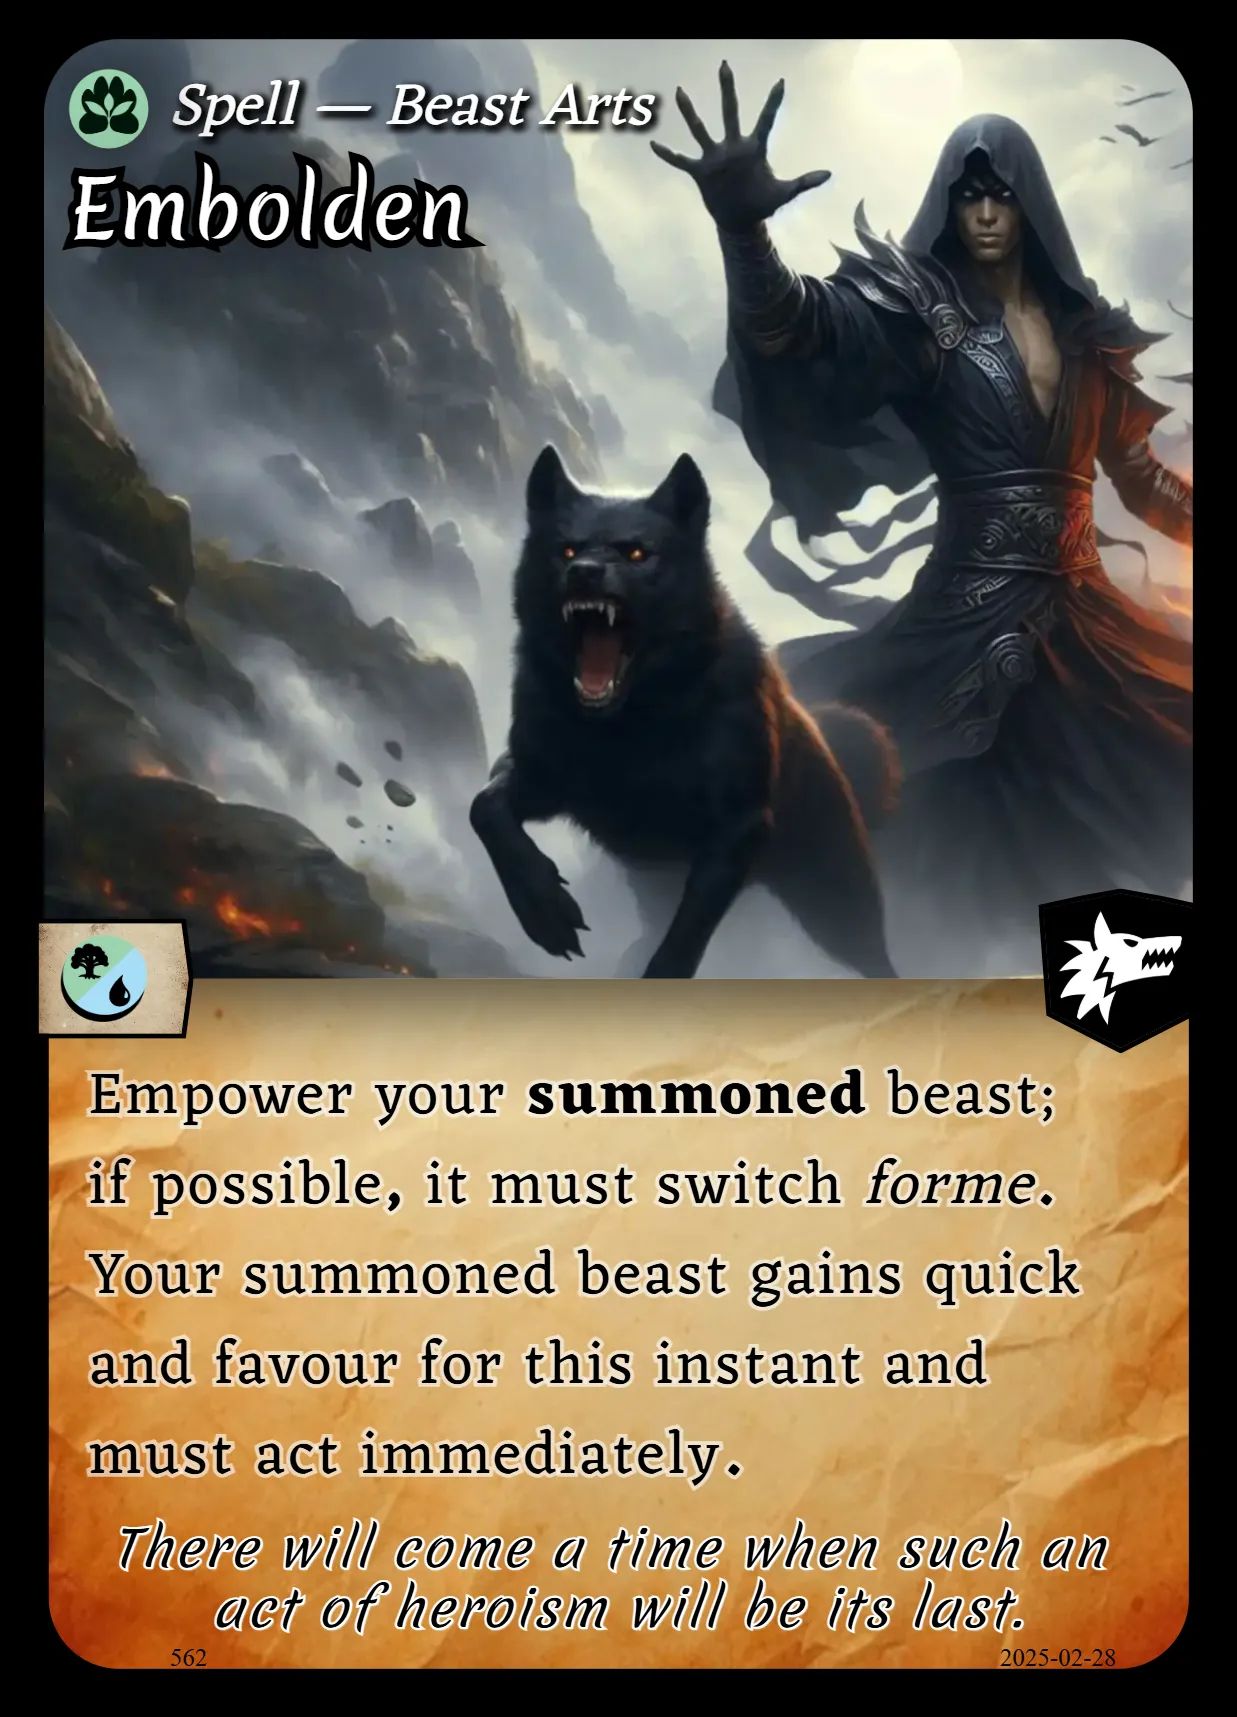 Spell — Beast Arts
Embolden
Empower your summoned beast;
if possible, it must switch forme.
Your summoned beast gains quick
and favour for this instant and
must act immediately.
There will come a time when such an
act of heroism will be its last.
562
2025-02-28